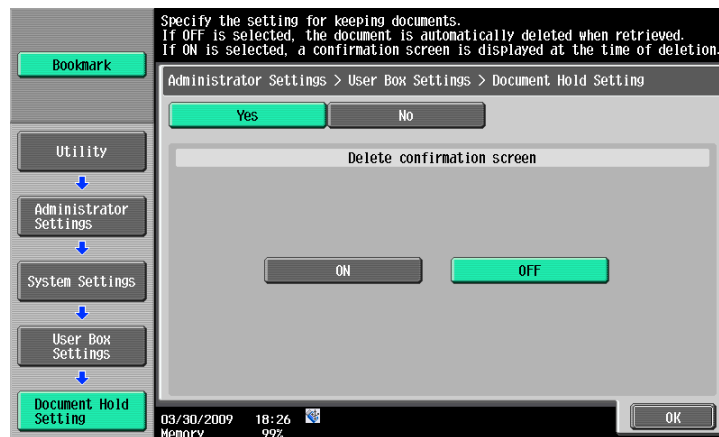 Specify the setting for keeping documents.
If OFF is selected, the document is automatically deleted when retrieved.
If ON is selected, a confirmation screen is displayed at the time of deletion.
Bookmark
Administrator Settings > User Box Settings > Document Hold Setting
Yes
No
Utility
Delete confirmation screen
Administrator
Settings
System Settings
ON
OFF
User Box
Settings
Document Hold
Setting
03/30/2009 18:26
Memory 99%
OK